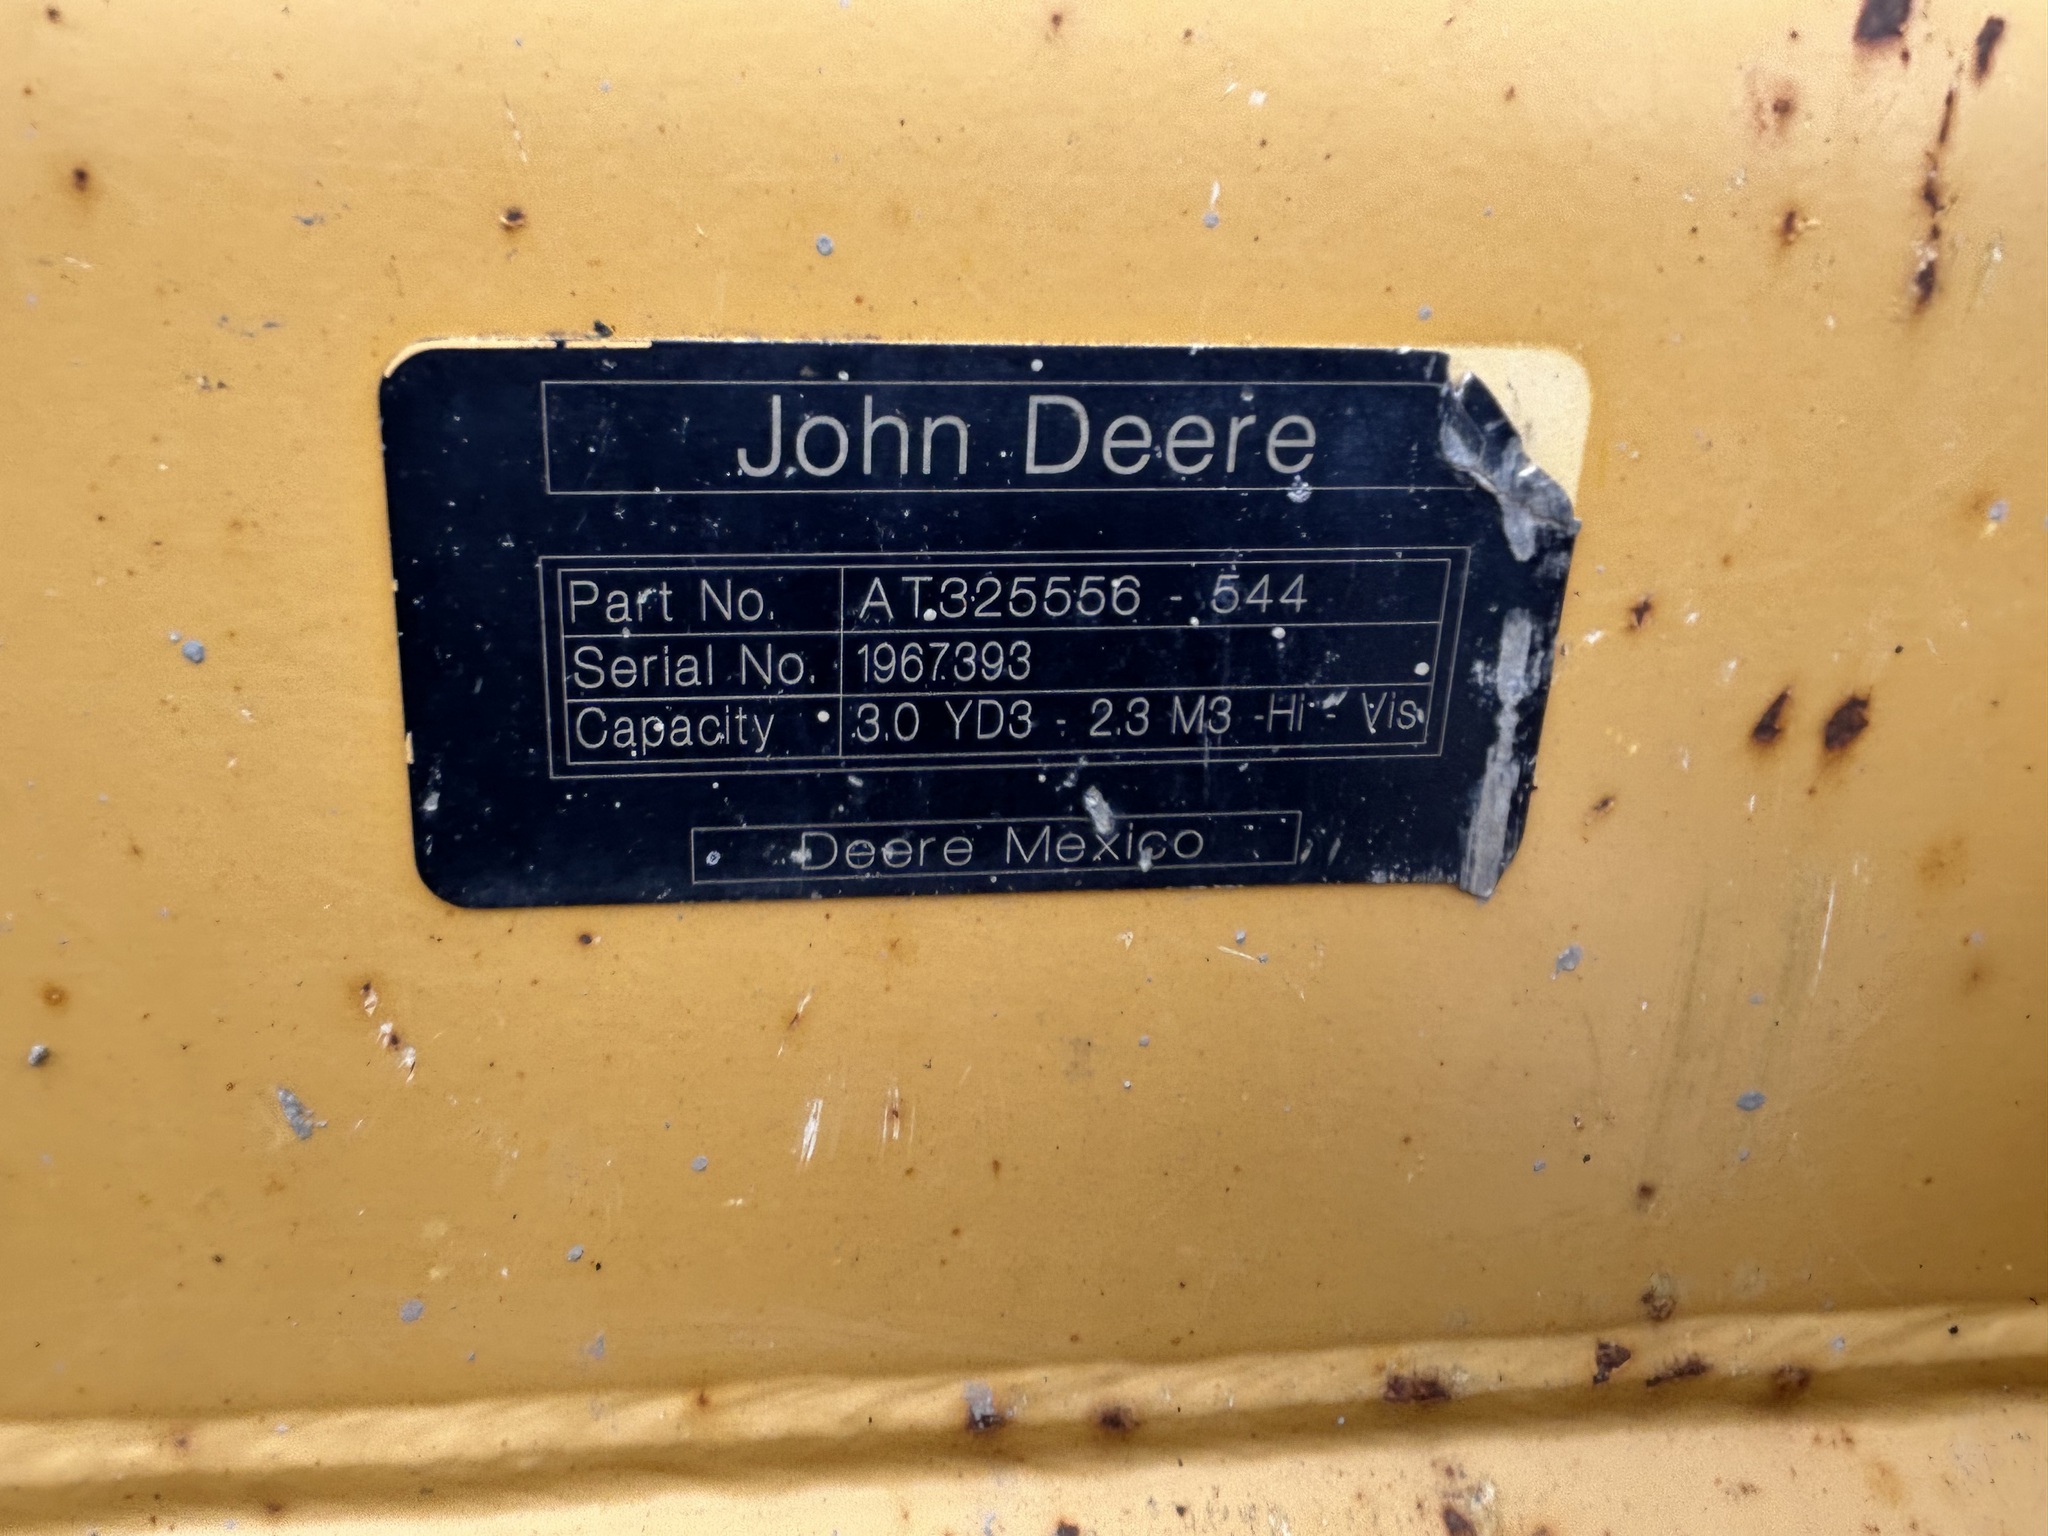 John Deere
Part No. AT325556 - 544
Serial No. 1967393
Capacity 3.0 YD3 - 2.3 M3 -Hi - Vis
Deere Mexico